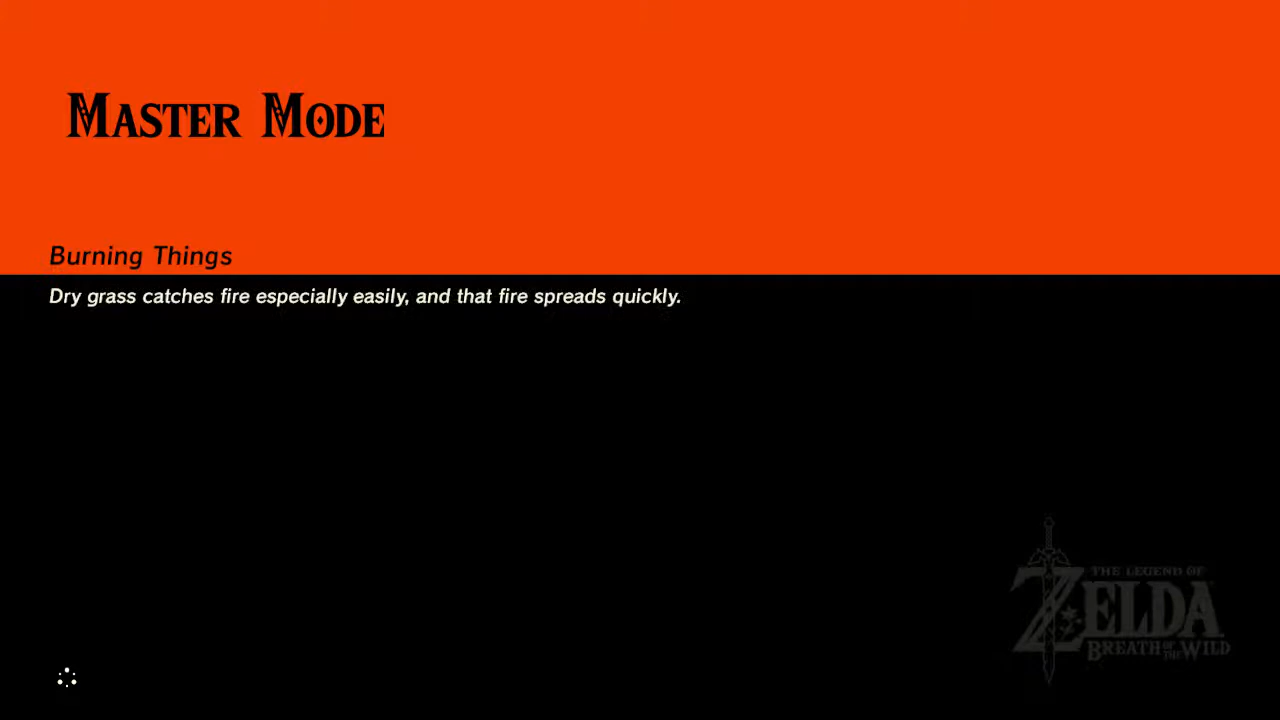 Master Mode
Burning Things
Dry grass catches fire especially easily, and that fire spreads quickly.
THE LEGEND OF
ZELDA
BREATH OF THE WILD